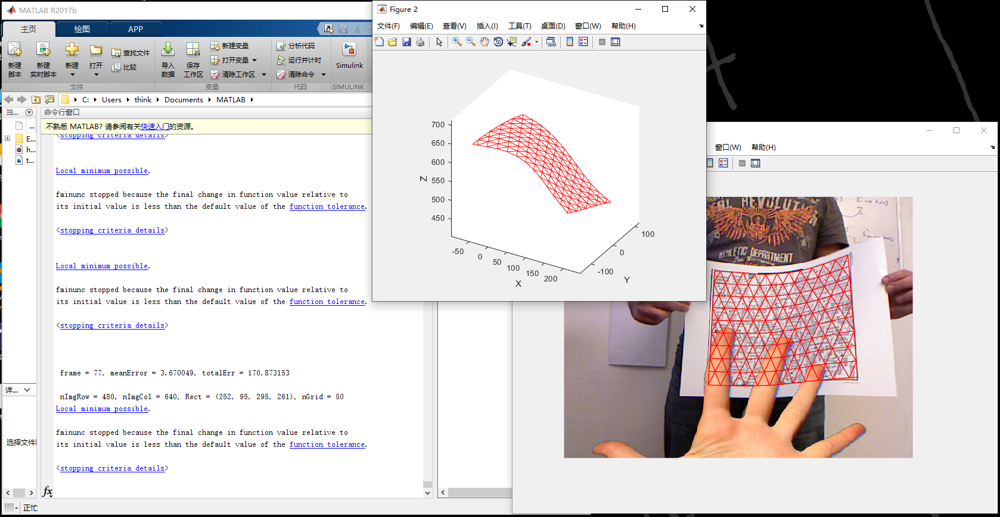 MATLAB R2017b
主页
绘图
APP
新建
脚本
新建
实时脚本
新建
打开
查找文件
比较
文件
导入
数据
保存
工作区
新建变量
打开变量
清除工作区
变量
分析代码
运行并计时
清除命令
代码
Simulink
SIMULINK
C: Users think Documents MATLAB
当...
命令行窗口
不熟悉 MATLAB? 请参阅有关快速入门的资源。
...
E...
h...
t...
<stopping criteria details>
Local minimum possible.
fminunc stopped because the final change in function value relative to
its initial value is less than the default value of the function tolerance.
<stopping criteria details>
Local minimum possible.
fminunc stopped because the final change in function value relative to
its initial value is less than the default value of the function tolerance.
<stopping criteria details>
frame = 77, meanError = 3.670049, totalErr = 170.873153
nImgRow = 480, nImgCol = 640, Rect = (252, 95, 295, 261), nGrid = 50
Local minimum possible.
fminunc stopped because the final change in function value relative to
its initial value is less than the default value of the function tolerance.
<stopping criteria details>
fx
详...
选择文件
正忙
Figure 2
文件(F) 编辑(E) 查看(V) 插入(I) 工具(T) 桌面(D) 窗口(W) 帮助(H)
700
650
600
550
500
450
Z
-50
0
50
100
150
200
X
-100
0
100
Y
窗口(W) 帮助(H)
REVOLUT
ATHLETIC DEPARTMENT